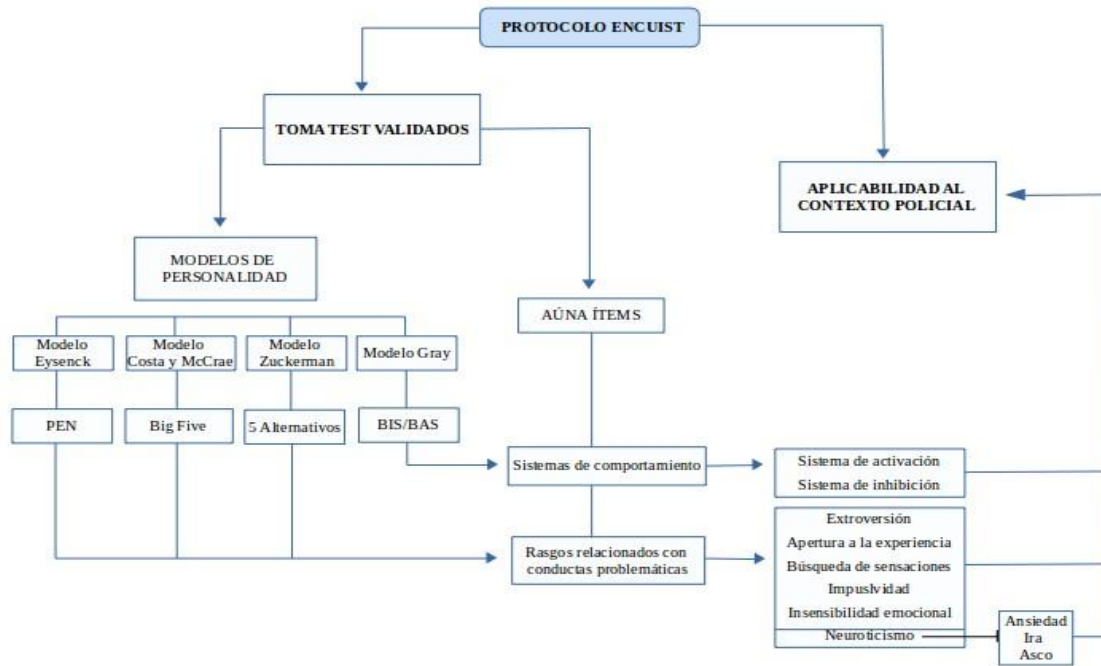 PROTOCOLO ENCUIST
TOMA TEST VALIDADOS
APLICABILIDAD AL
CONTEXTO POLICIAL
MODELOS DE
PERSONALIDAD
AÚNA ÍTEMS
Modelo
Eysenck
Modelo
Costa y McCrae
Modelo
Zuckerman
Modelo Gray
PEN
Big Five
5 Alternativos
BIS/BAS
Sistemas de comportamiento
Sistema de activación
Sistema de inhibición
Rasgos relacionados con
conductas problemáticas
Extroversión
Apertura a la experiencia
Búsqueda de sensaciones
Impuslvidad
Insensibilidad emocional
Neuroticismo
Ansiedad
Ira
Asco